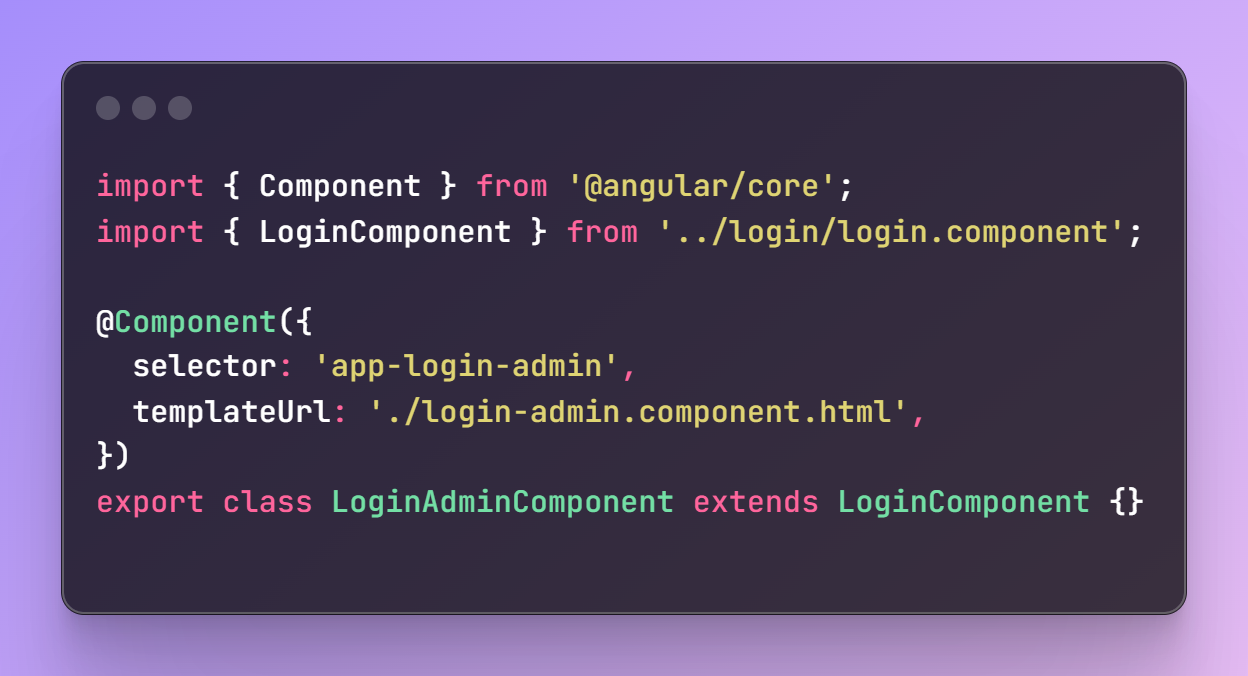 import { Component } from '@angular/core';
import { LoginComponent } from '../login/login.component';

@Component({
  selector: 'app-login-admin',
  templateUrl: './login-admin.component.html',
})
export class LoginAdminComponent extends LoginComponent {}